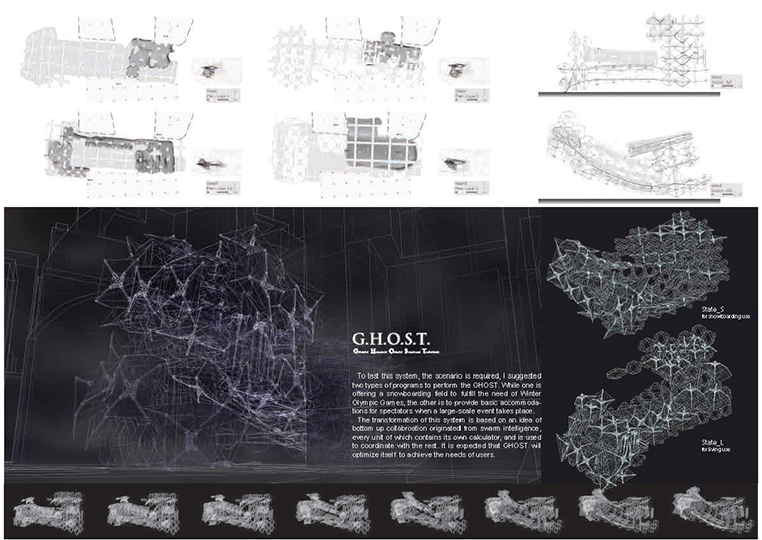 G.H.O.S.T.
To test this system, the scenario is required, I suggested
two types of programs to perform the GHOST. While one is
offering a snowboarding field to fulfill the need of Winter
Olympic Games, the other is to provide basic accommoda-
tions for spectators when a large-scale event takes place.
The transformation of this system is based on an idea of
bottom up collabroation originated from swarm intelligence,
every unit of which contains its own calculator, and is used
to coordinate with the rest. It is expected that GHOST will
optimize itself to achieve the needs of users.
State_S
for snowboarding use
State_L
for living use